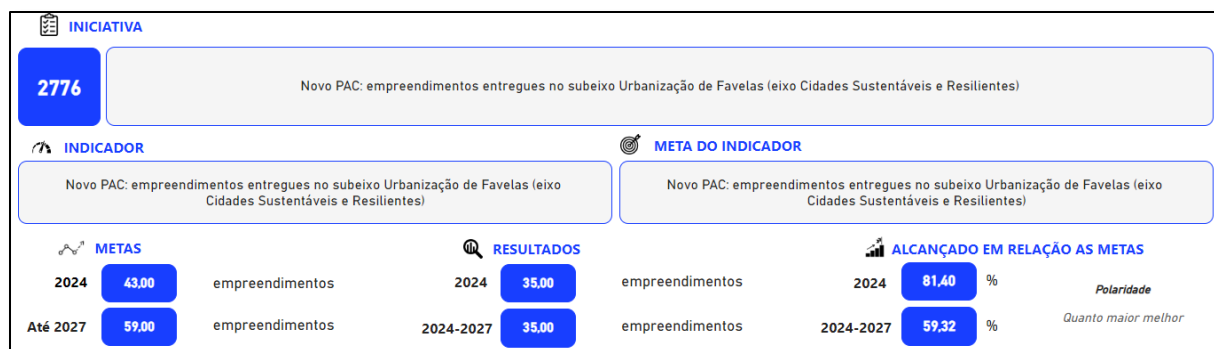 INICIATIVA
2776
Novo PAC: empreendimentos entregues no subeixo Urbanização de Favelas (eixo Cidades Sustentáveis e Resilientes)
INDICADOR
META DO INDICADOR
Novo PAC: empreendimentos entregues no subeixo Urbanização de Favelas (eixo
Cidades Sustentáveis e Resilientes)
Novo PAC: empreendimentos entregues no subeixo Urbanização de Favelas (eixo
Cidades Sustentáveis e Resilientes)
METAS
RESULTADOS
ALCANÇADO EM RELAÇÃO AS METAS
2024 43,00 empreendimentos
2024 35,00 empreendimentos
2024 81,40 %
Polaridade
Até 2027 59,00 empreendimentos
2024-2027 35,00 empreendimentos
2024-2027 59,32 %
Quanto maior melhor